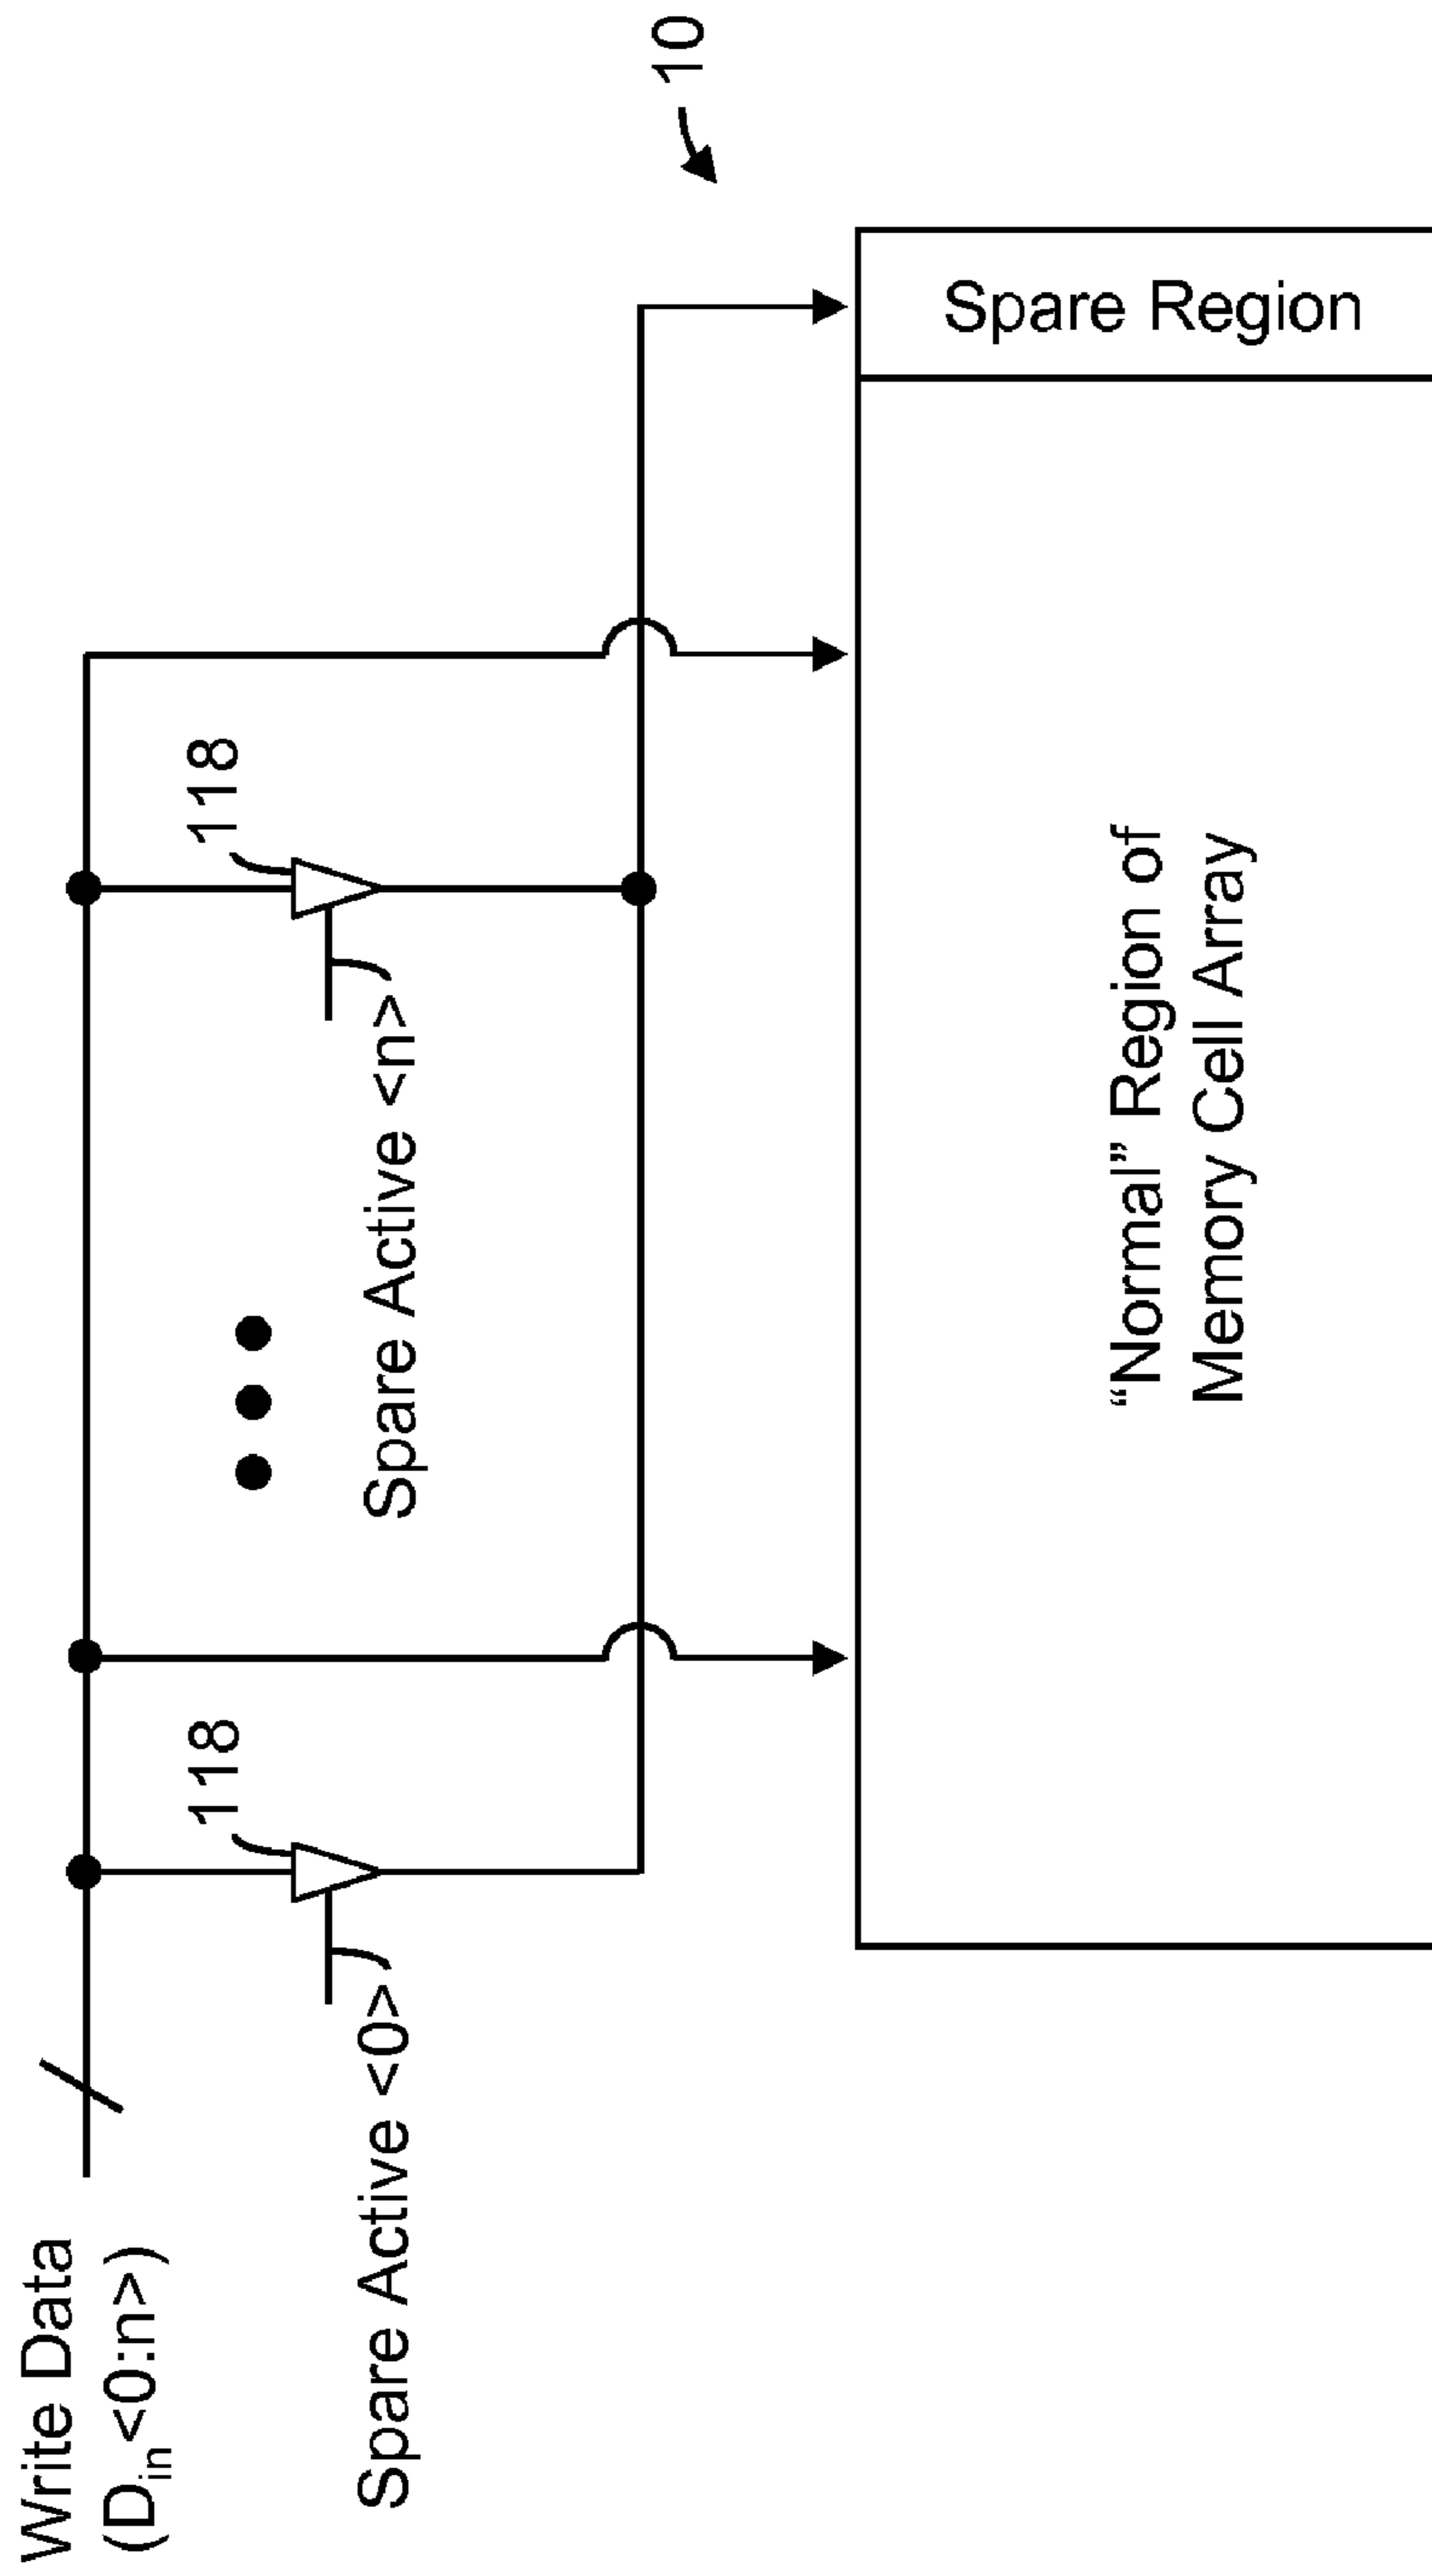 Write Data
(Din <0:n>)
118
118
Spare Active <0>
Spare Active <n>
10
“Normal” Region of
Memory Cell Array
Spare Region